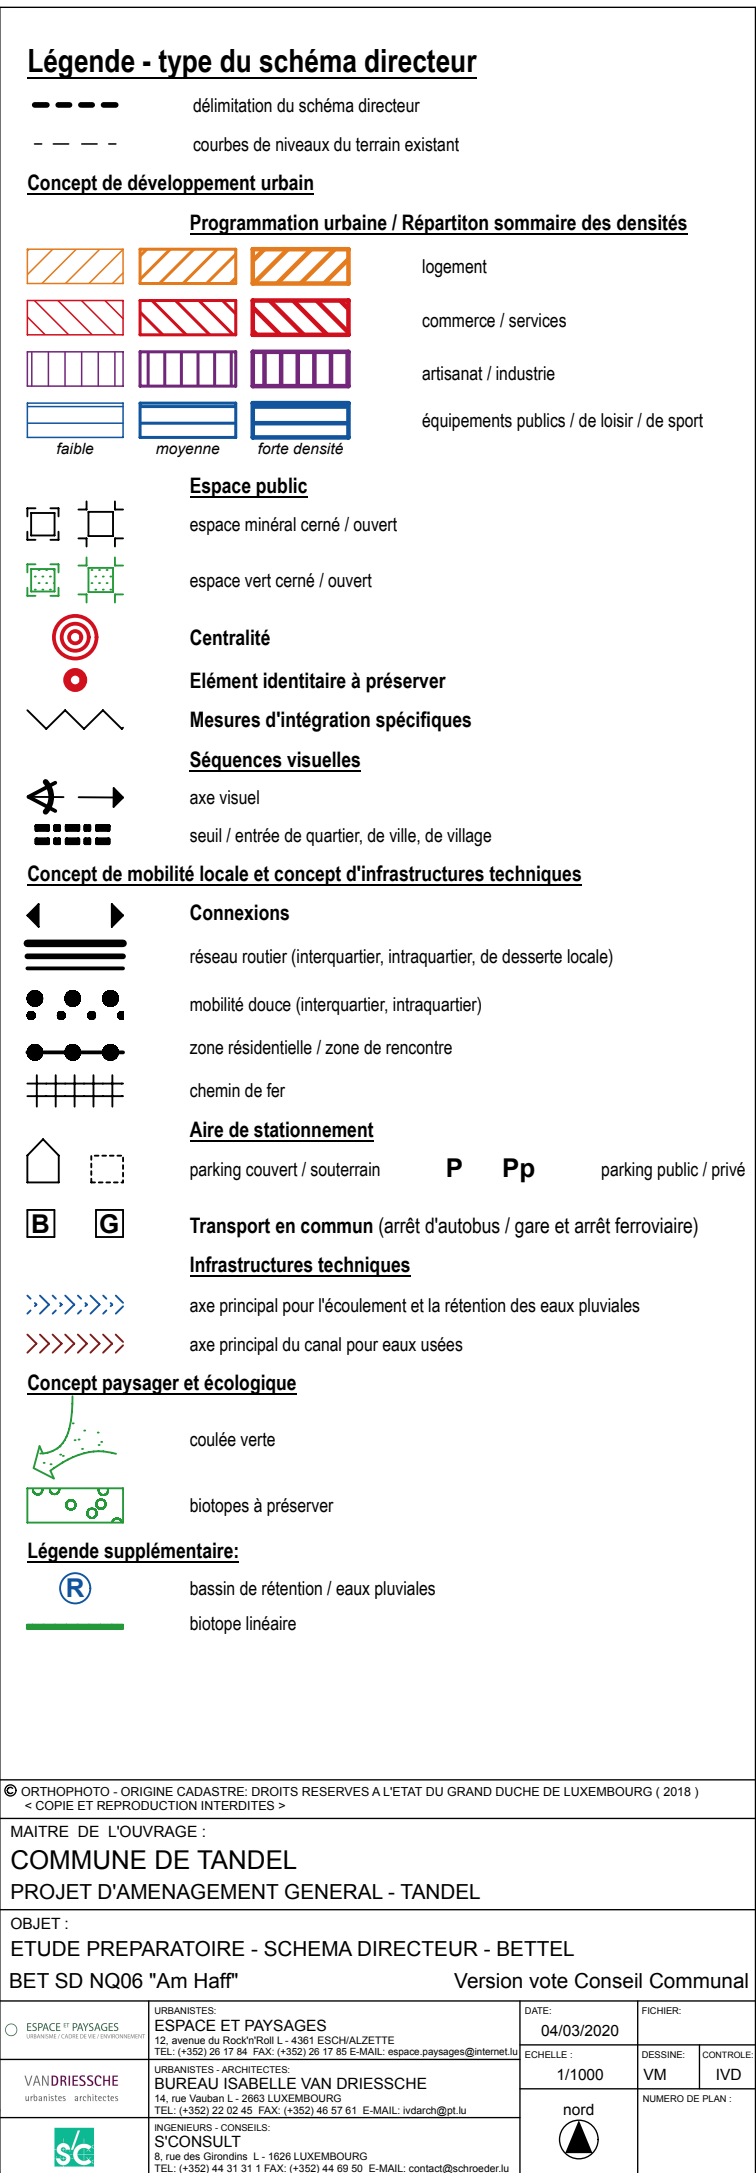 Légende - type du schéma directeur
délimitation du schéma directeur
courbes de niveaux du terrain existant
Concept de développement urbain
Programmation urbaine / Répartiton sommaire des densités
logement
commerce / services
artisanat / industrie
équipements publics / de loisir / de sport
faible moyenne forte densité
Espace public
espace minéral cerné / ouvert
espace vert cerné / ouvert
Centralité
Elément identitaire à préserver
Mesures d'intégration spécifiques
Séquences visuelles
axe visuel
seuil / entrée de quartier, de ville, de village
Concept de mobilité locale et concept d'infrastructures techniques
Connexions
réseau routier (interquartier, intraquartier, de desserte locale)
mobilité douce (interquartier, intraquartier)
zone résidentielle / zone de rencontre
chemin de fer
Aire de stationnement
parking couvert / souterrain P Pp parking public / privé
B G Transport en commun (arrêt d'autobus / gare et arrêt ferroviaire)
Infrastructures techniques
axe principal pour l'écoulement et la rétention des eaux pluviales
axe principal du canal pour eaux usées
Concept paysager et écologique
coulée verte
biotopes à préserver
Légende supplémentaire:
R bassin de rétention / eaux pluviales
biotope linéaire
© ORTHOPHOTO - ORIGINE CADASTRE: DROITS RESERVES A L'ETAT DU GRAND DUCHE DE LUXEMBOURG ( 2018 )
< COPIE ET REPRODUCTION INTERDITES >
MAITRE DE L'OUVRAGE :
COMMUNE DE TANDEL
PROJET D'AMENAGEMENT GENERAL - TANDEL
OBJET :
ETUDE PREPARATOIRE - SCHEMA DIRECTEUR - BETTEL
BET SD NQ06 "Am Haff" Version vote Conseil Communal
ESPACE ET PAYSAGES
URBANISME / CADRE DE VIE / ENVIRONNEMENT
URBANISTES:
ESPACE ET PAYSAGES
12, avenue du Rock'n'Roll L - 4361 ESCH/ALZETTE
TEL: (+352) 26 17 84 FAX: (+352) 26 17 85 E-MAIL: espace.paysages@internet.lu
DATE:
04/03/2020
FICHIER:
VANDRIESSCHE
urbanistes architectes
URBANISTES - ARCHITECTES:
BUREAU ISABELLE VAN DRIESSCHE
14, rue Vauban L - 2663 LUXEMBOURG
TEL: (+352) 22 02 45 FAX: (+352) 46 57 61 E-MAIL: ivdarch@pt.lu
ECHELLE :
1/1000
DESSINE:
VM
CONTROLE:
IVD
s/c
INGENIEURS - CONSEILS:
S'CONSULT
8, rue des Girondins L - 1626 LUXEMBOURG
TEL: (+352) 44 31 31 1 FAX: (+352) 44 69 50 E-MAIL: contact@schroeder.lu
nord
NUMERO DE PLAN :